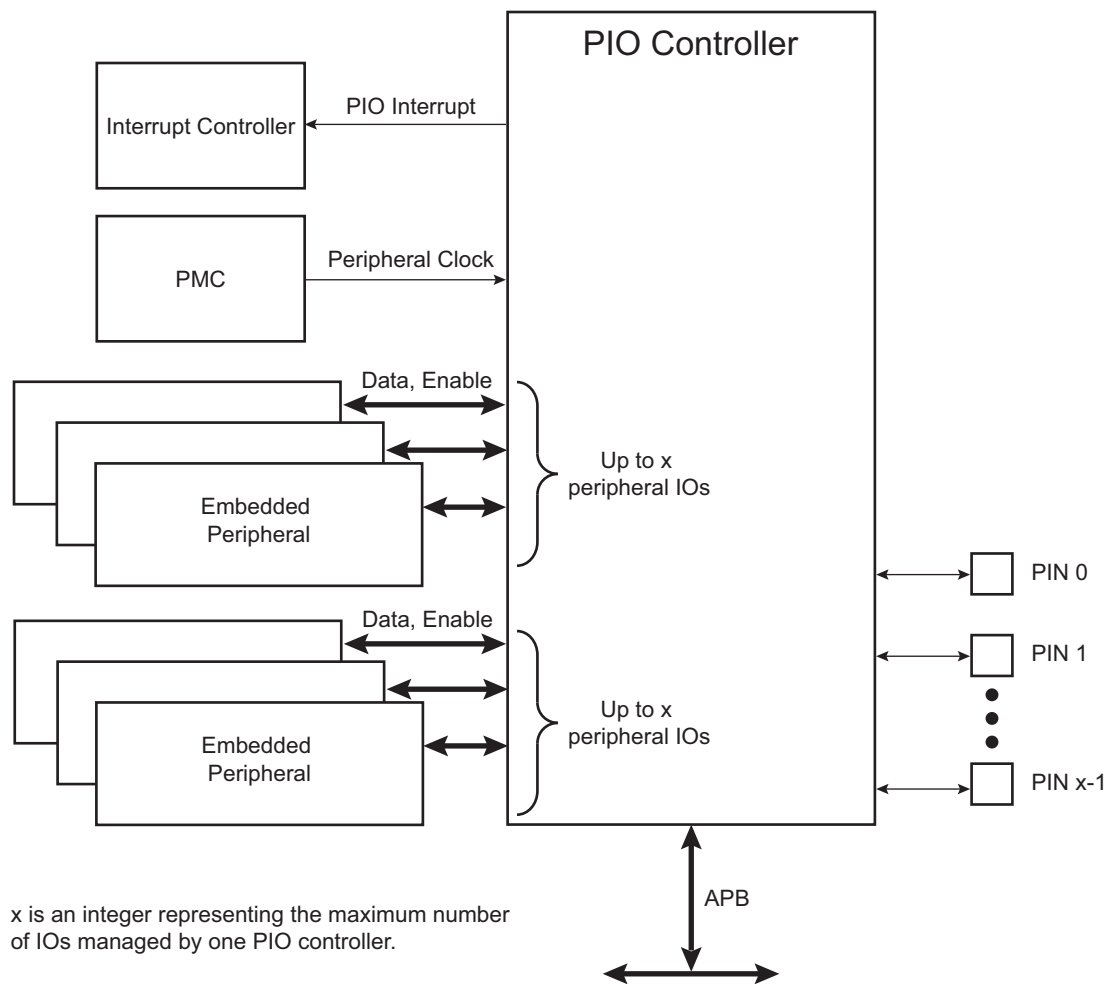 PIO Controller
PIO Interrupt
Interrupt Controller
Peripheral Clock
PMC
Data, Enable
Up to x
peripheral IOs
Embedded
Peripheral
PIN 0
Data, Enable
PIN 1
Up to x
peripheral IOs
Embedded
Peripheral
PIN x-1
APB
x is an integer representing the maximum number
of IOs managed by one PIO controller.